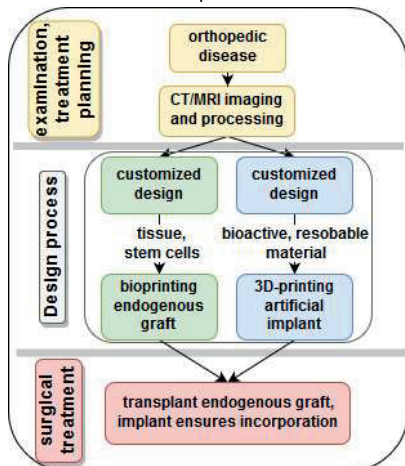 examination,
treatment
planning
orthopedic
disease
CT/MRI imaging
and processing
Design process
customized
design
customized
design
tissue,
stem cells
bioactive, resobable
material
bioprinting
endogenous
graft
3D-printing
artificial
implant
surgical
treatment
transplant endogenous graft,
implant ensures incorporation